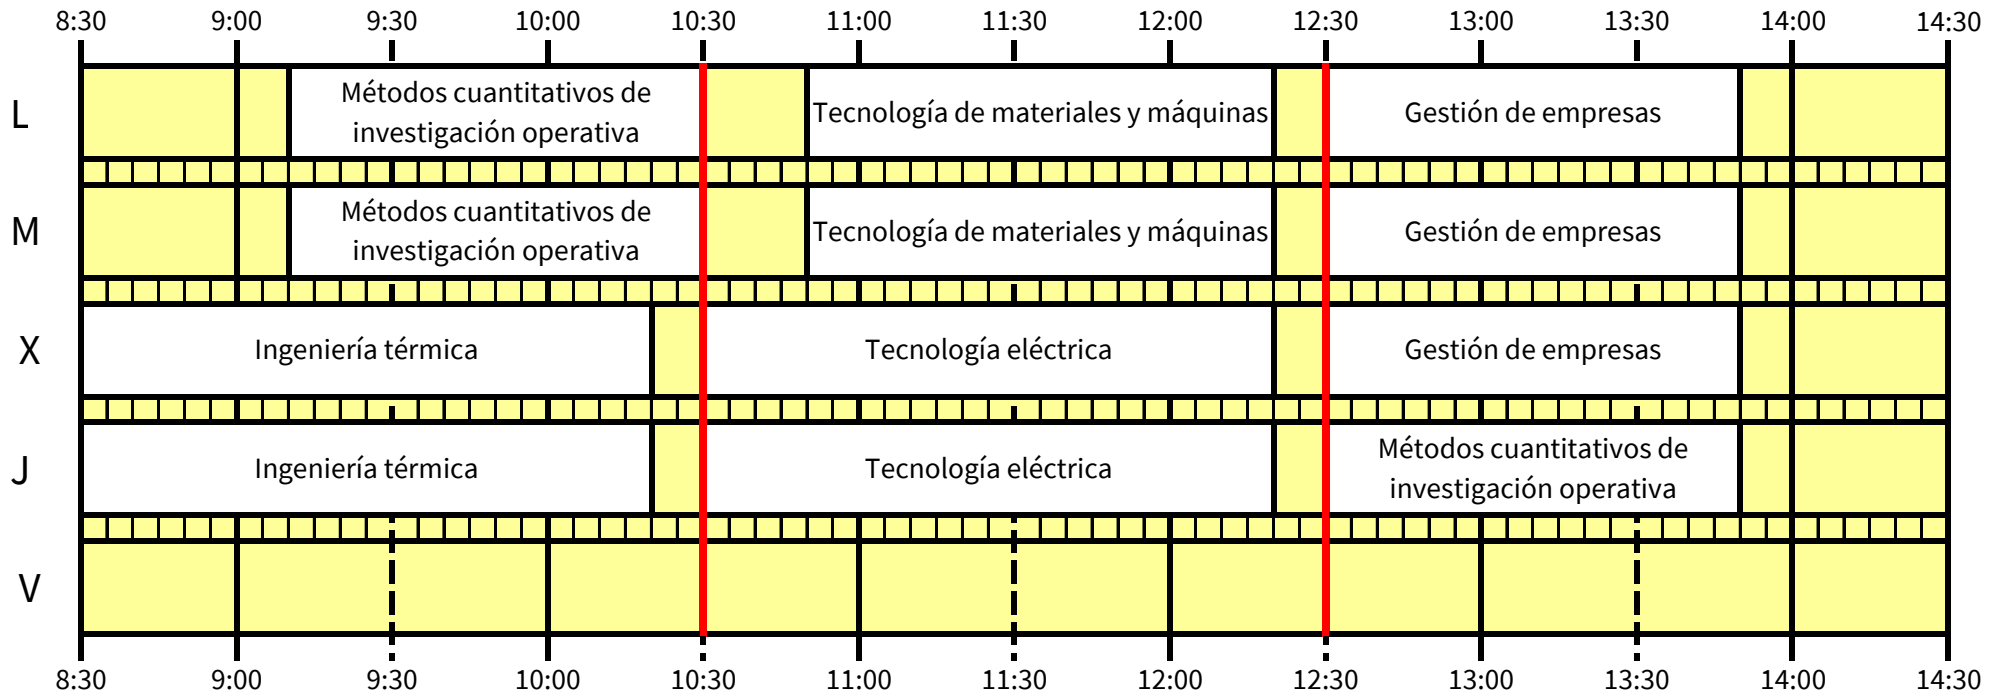 8:30 9:00 9:30 10:00 10:30 11:00 11:30 12:00 12:30 13:00 13:30 14:00 14:30
L
Métodos cuantitativos de
investigación operativa
Tecnología de materiales y máquinas
Gestión de empresas
M
Métodos cuantitativos de
investigación operativa
Tecnología de materiales y máquinas
Gestión de empresas
X
Ingeniería térmica
Tecnología eléctrica
Gestión de empresas
J
Ingeniería térmica
Tecnología eléctrica
Métodos cuantitativos de
investigación operativa
V
8:30 9:00 9:30 10:00 10:30 11:00 11:30 12:00 12:30 13:00 13:30 14:00 14:30